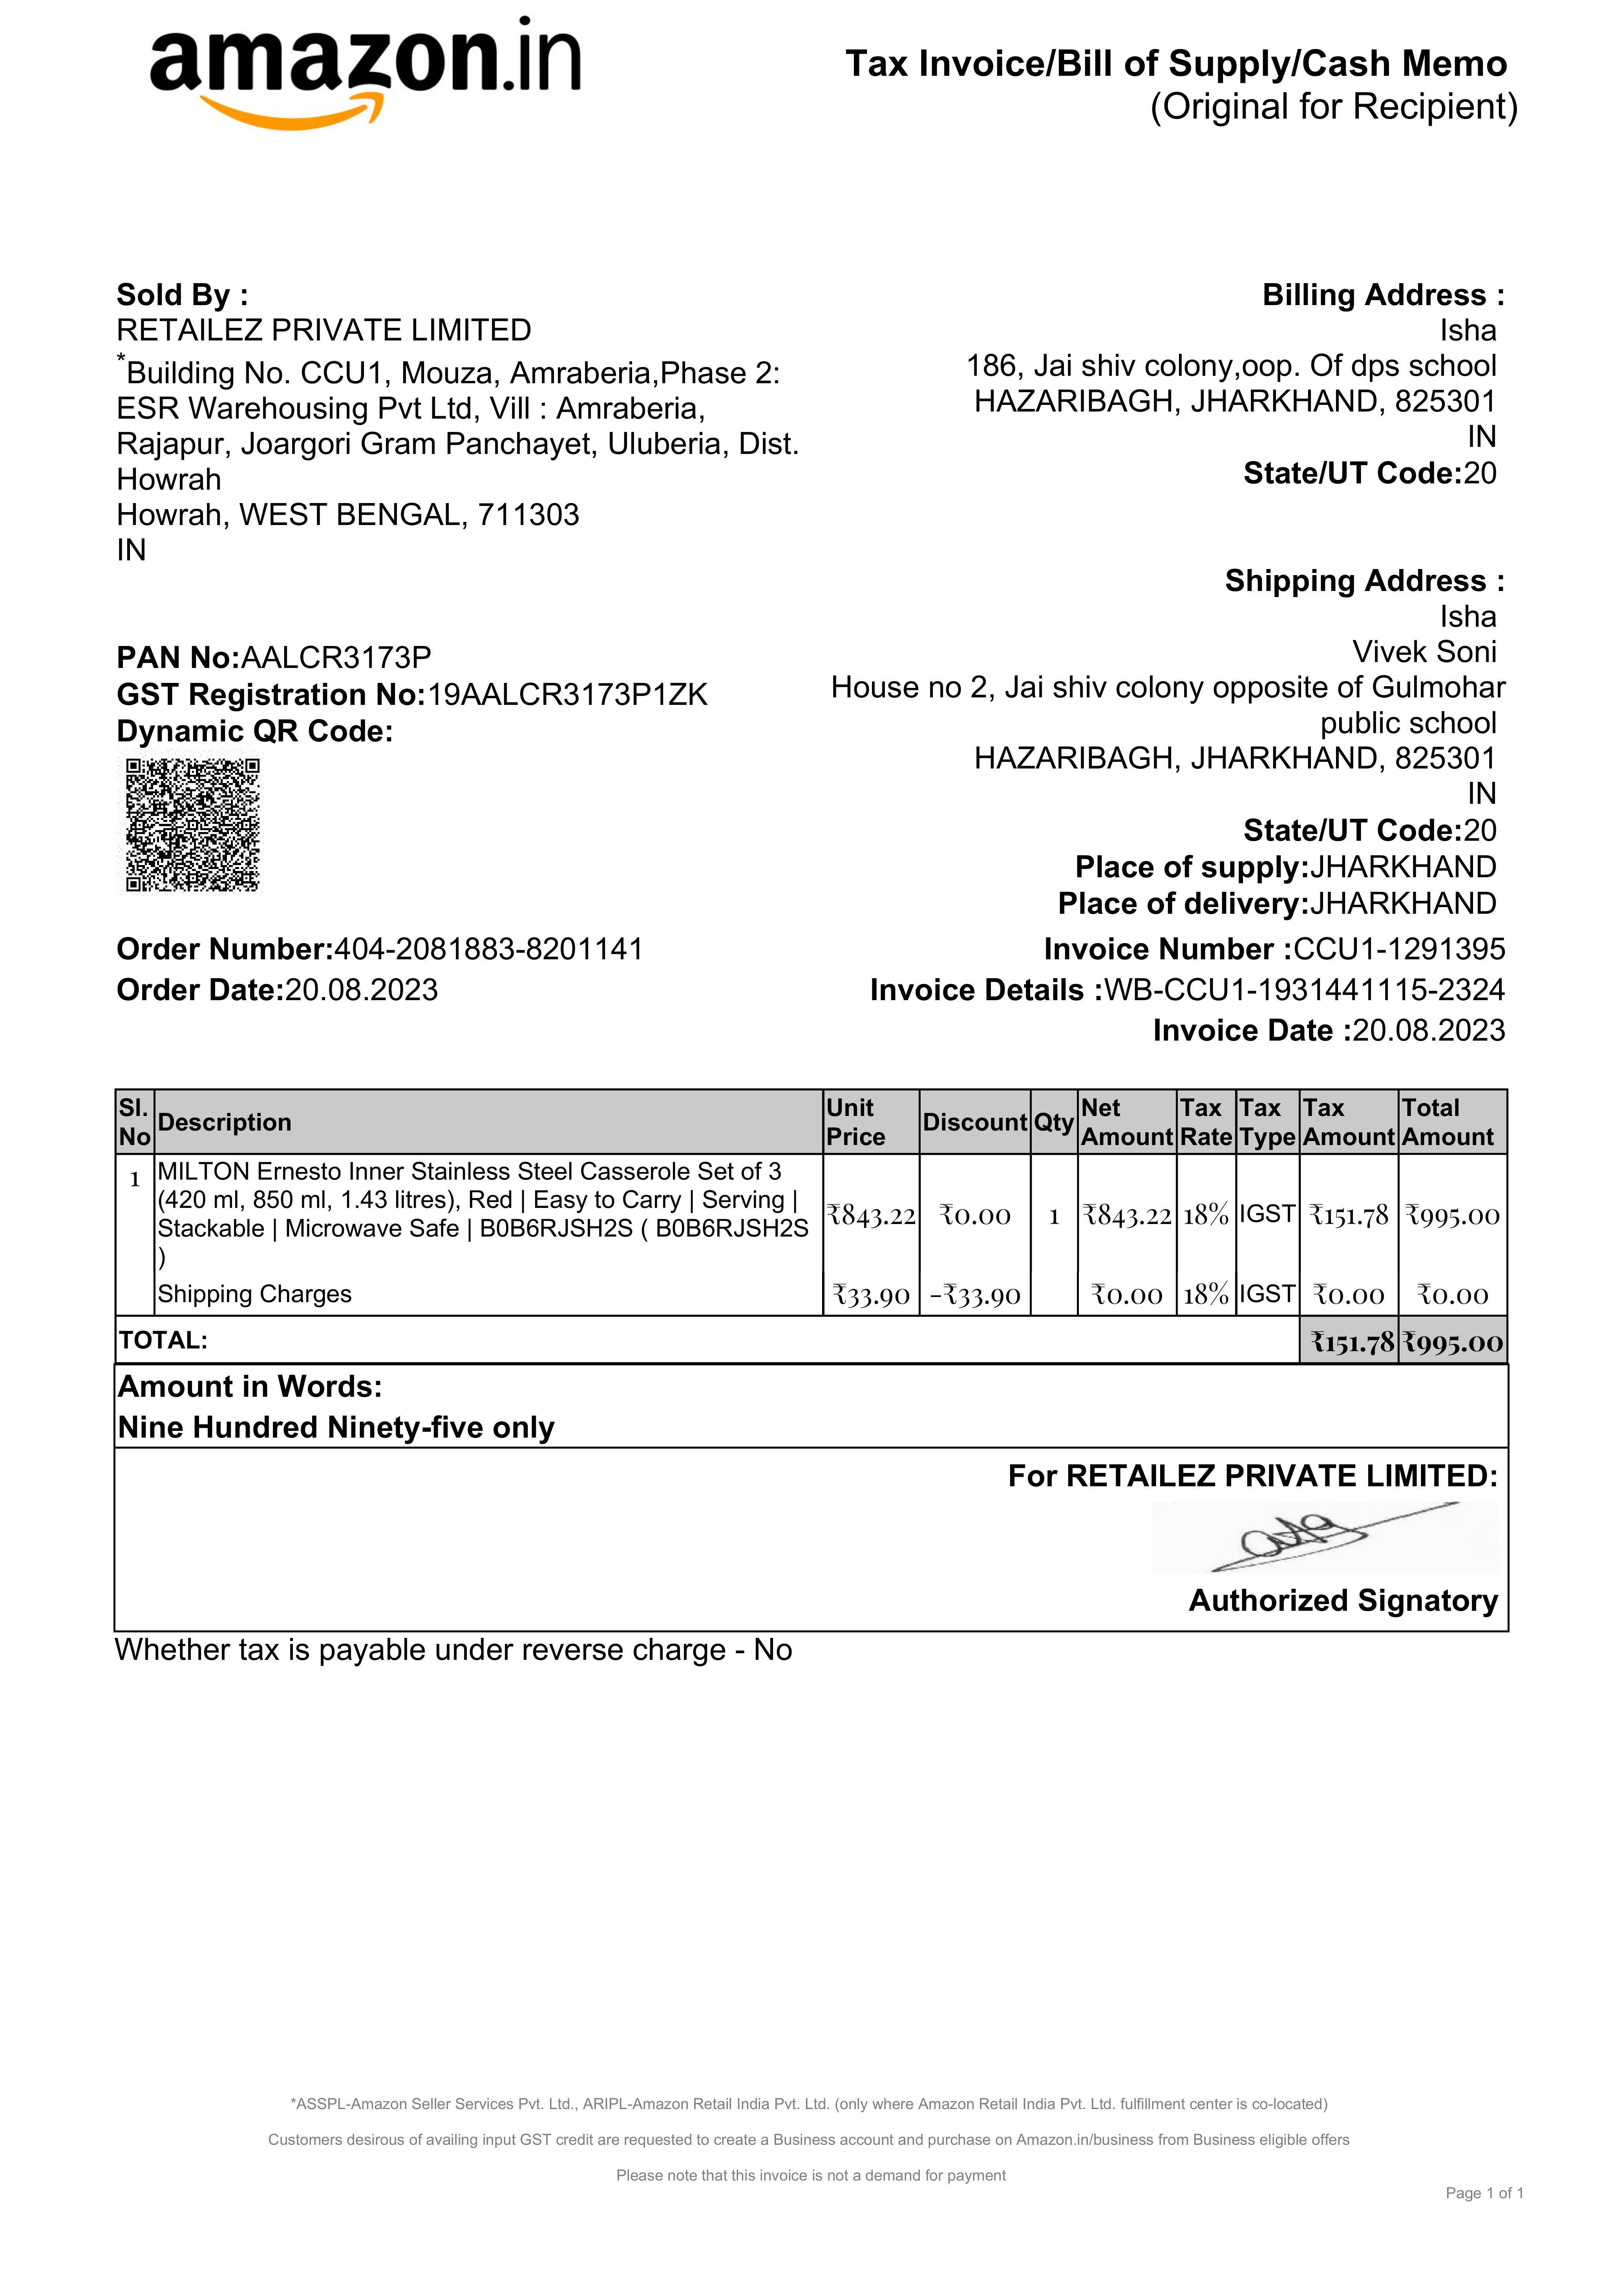 amazon.in
Tax Invoice/Bill of Supply/Cash Memo
(Original for Recipient)
Sold By :
RETAILEZ PRIVATE LIMITED
*Building No. CCU1, Mouza, Amraberia,Phase 2:
ESR Warehousing Pvt Ltd, Vill : Amraberia,
Rajapur, Joargori Gram Panchayet, Uluberia, Dist.
Howrah
Howrah, WEST BENGAL, 711303
IN
Billing Address :
Isha
186, Jai shiv colony,oop. Of dps school
HAZARIBAGH, JHARKHAND, 825301
IN
State/UT Code:20
PAN No:AALCR3173P
GST Registration No:19AALCR3173P1ZK
Dynamic QR Code:
Shipping Address :
Isha
Vivek Soni
House no 2, Jai shiv colony opposite of Gulmohar
public school
HAZARIBAGH, JHARKHAND, 825301
IN
State/UT Code:20
Place of supply:JHARKHAND
Place of delivery:JHARKHAND
Order Number:404-2081883-8201141
Order Date:20.08.2023
Invoice Number :CCU1-1291395
Invoice Details :WB-CCU1-1931441115-2324
Invoice Date :20.08.2023
Sl. No Description Unit Price Discount Qty Net Amount Tax Rate Tax Type Tax Amount Total Amount
1 MILTON Ernesto Inner Stainless Steel Casserole Set of 3
(420 ml, 850 ml, 1.43 litres), Red | Easy to Carry | Serving |
Stackable | Microwave Safe | B0B6RJSH2S ( B0B6RJSH2S
)
₹843.22 ₹0.00 1 ₹843.22 18% IGST ₹151.78 ₹995.00
Shipping Charges ₹33.90 -₹33.90 ₹0.00 18% IGST ₹0.00 ₹0.00
TOTAL: ₹151.78 ₹995.00
Amount in Words:
Nine Hundred Ninety-five only
For RETAILEZ PRIVATE LIMITED:
Authorized Signatory
Whether tax is payable under reverse charge - No
*ASSPL-Amazon Seller Services Pvt. Ltd., ARIPL-Amazon Retail India Pvt. Ltd. (only where Amazon Retail India Pvt. Ltd. fulfillment center is co-located)
Customers desirous of availing input GST credit are requested to create a Business account and purchase on Amazon.in/business from Business eligible offers
Please note that this invoice is not a demand for payment
Page 1 of 1